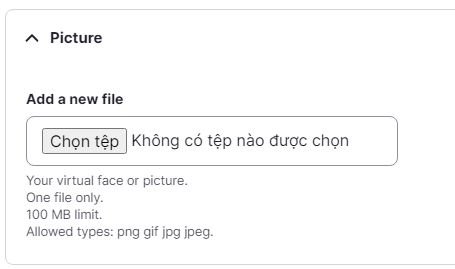 Picture
Add a new file
Chọn tệp Không có tệp nào được chọn
Your virtual face or picture.
One file only.
100 MB limit.
Allowed types: png gif jpg jpeg.